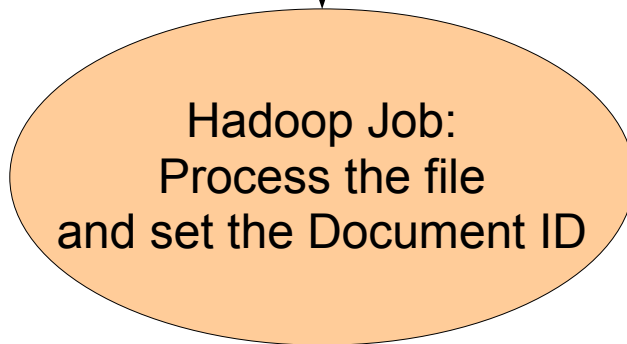 Hadoop Job:
Process the file
and set the Document ID